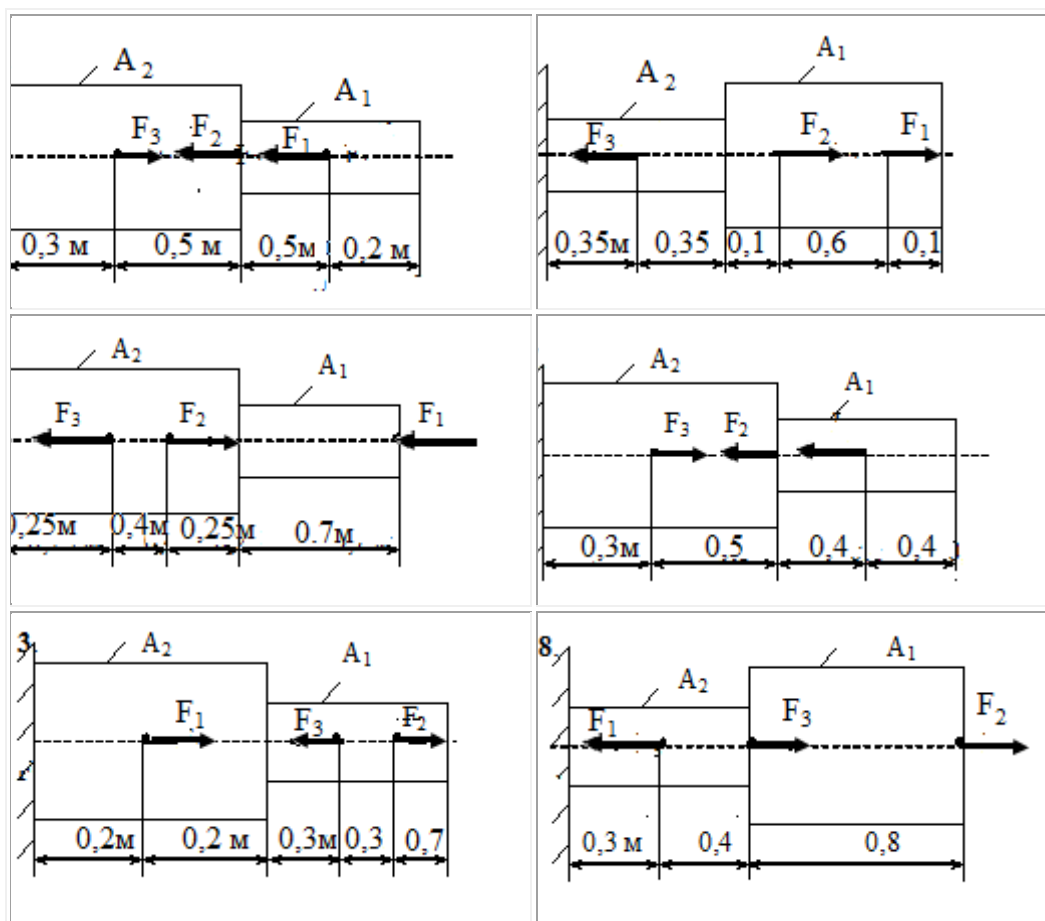 A₂
A₁
F₃ F₂ F₁
0,3 м 0,5 м 0,5м 0,2 м
A₁
A₂
F₃ F₂ F₁
0,35м 0,35 0,1 0,6 0,1
A₂
A₁
F₃ F₂ F₁
0,25м 0,4м 0,25м 0.7м
A₂
A₁
F₃ F₂
0,3м 0,5 0,4 0,4
3
A₂
A₁
F₁ F₃ F₂
0,2м 0,2 м 0,3м 0,3 0,7
8
A₁
A₂
F₁ F₃ F₂
0,3 м 0,4 0,8